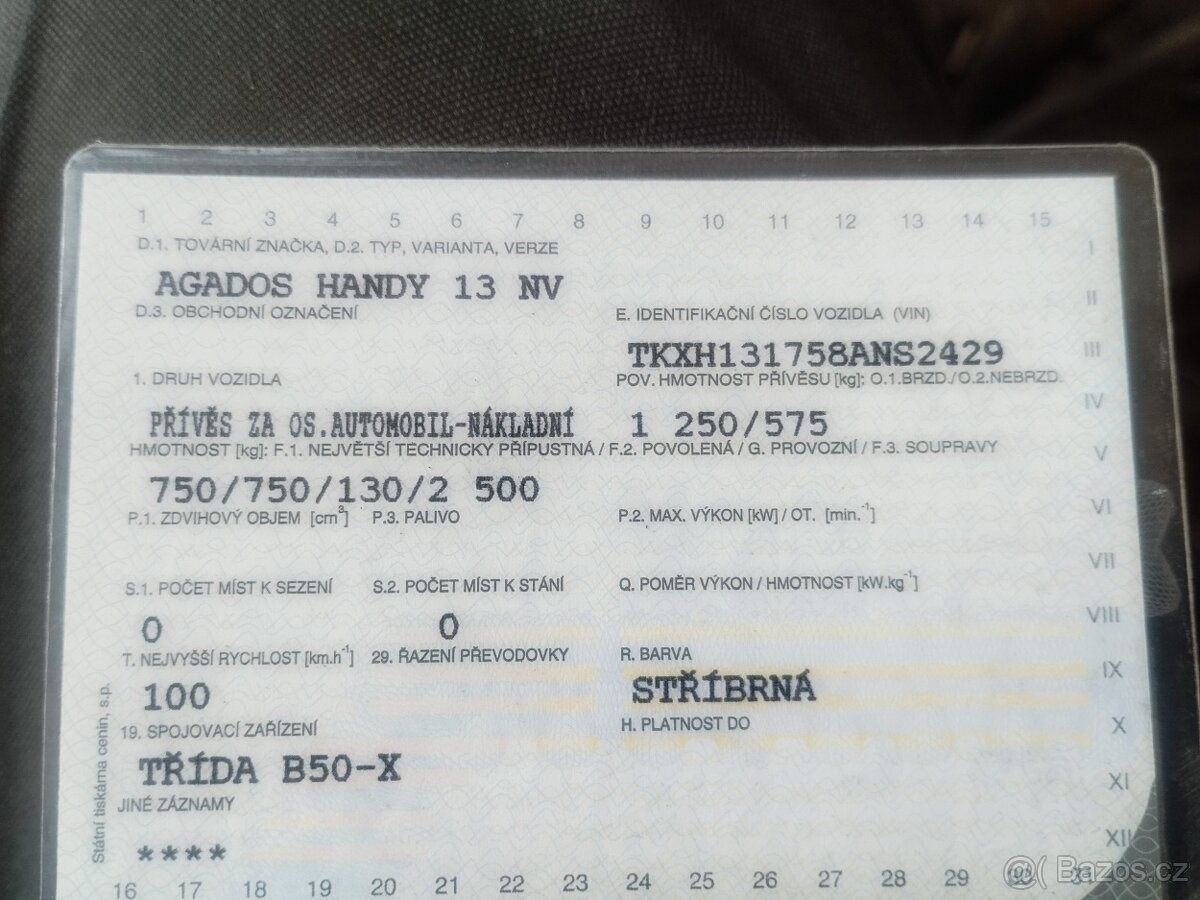 1 2 3 4 5 6 7 8 9 10 11 12 13 14 15
D.1. TOVÁRNÍ ZNAČKA, D.2. TYP, VARIANTA, VERZE
I
AGADOS HANDY 13 NV
II
D.3. OBCHODNÍ OZNAČENÍ
E. IDENTIFIKAČNÍ ČÍSLO VOZIDLA (VIN)
TKXH131758ANS2429
III
1. DRUH VOZIDLA
POV. HMOTNOST PŘÍVĚSU [kg]: O.1.BRZD./O.2.NEBRZD.
IV
PŘÍVĚS ZA OS.AUTOMOBIL-NÁKLADNÍ
1 250/575
HMOTNOST [kg]: F.1. NEJVĚTŠÍ TECHNICKY PŘÍPUSTNÁ / F.2. POVOLENÁ / G. PROVOZNÍ / F.3. SOUPRAVY
V
750/750/130/2 500
VI
P.1. ZDVIHOVÝ OBJEM [cm³]
P.3. PALIVO
P.2. MAX. VÝKON [kW] / OT. [min.⁻¹]
VII
S.1. POČET MÍST K SEZENÍ
S.2. POČET MÍST K STÁNÍ
Q. POMĚR VÝKON / HMOTNOST [kW.kg⁻¹]
VIII
0
0
T. NEJVYŠŠÍ RYCHLOST [km.h⁻¹]
29. ŘAZENÍ PŘEVODOVKY
R. BARVA
IX
100
STŘÍBRNÁ
19. SPOJOVACÍ ZAŘÍZENÍ
H. PLATNOST DO
X
TŘÍDA B50-X
XI
JINÉ ZÁZNAMY
XII
****
Státní tiskárna cenin, s.p.
16 17 18 19 20 21 22 23 24 25 26 27 28 29 30 31
Bazos.cz